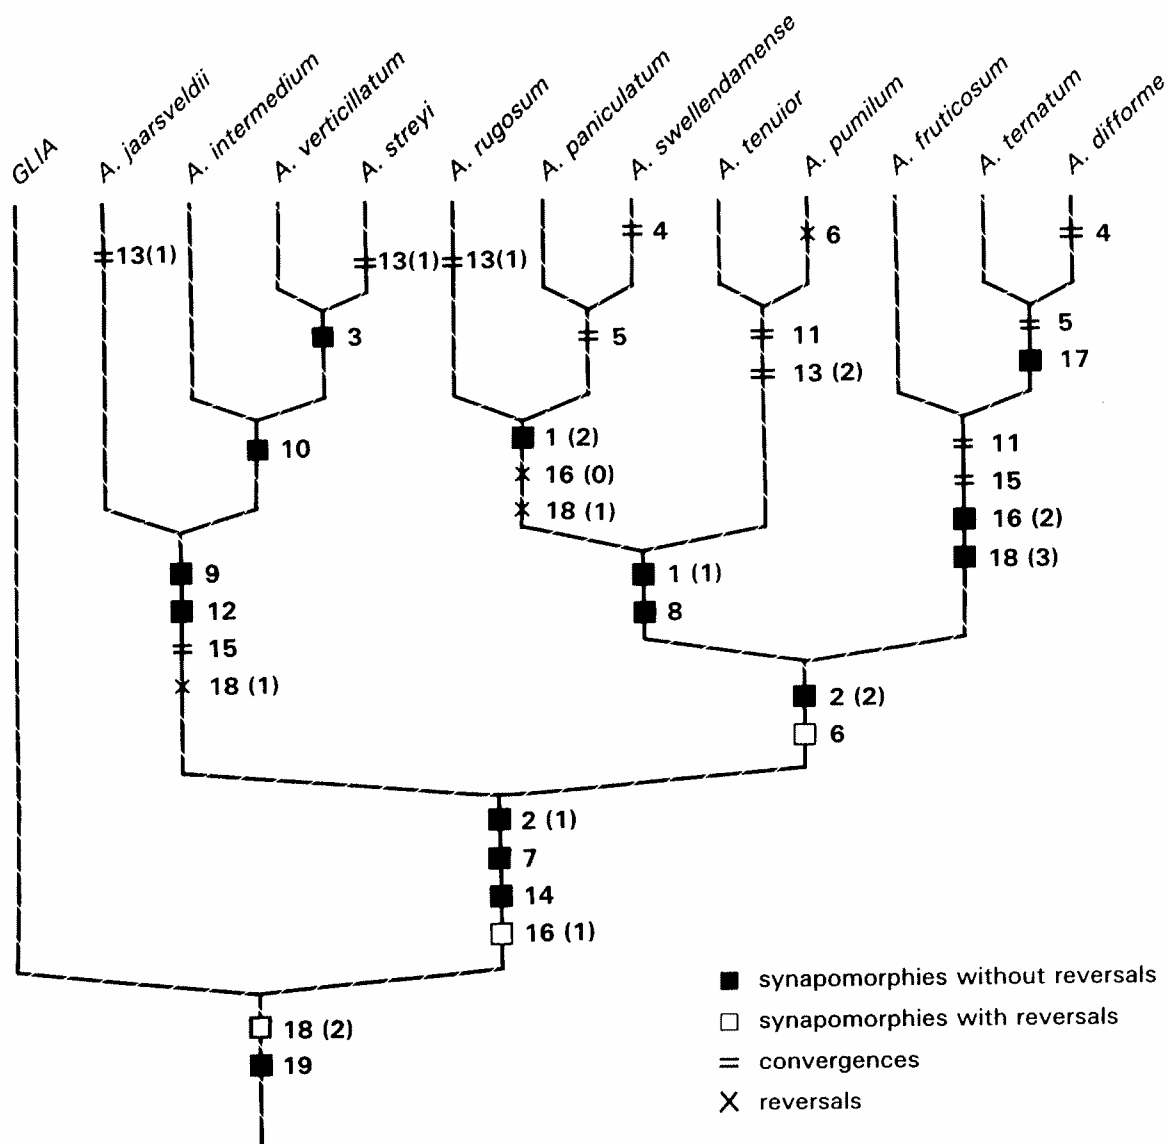 GLIA
A. jaarsveldii
A. intermedium
A. verticillatum
A. streyi
A. rugosum
A. paniculatum
A. swellendamense
A. tenuior
A. pumilum
A. fruticosum
A. ternatum
A. difforme
13(1)
13(1)
13(1)
4
6
4
3
5
11
13 (2)
5
17
10
1 (2)
16 (0)
18 (1)
11
15
16 (2)
18 (3)
9
12
15
18 (1)
1 (1)
8
2 (2)
6
2 (1)
7
14
16 (1)
18 (2)
19
synapomorphies without reversals
synapomorphies with reversals
convergences
reversals